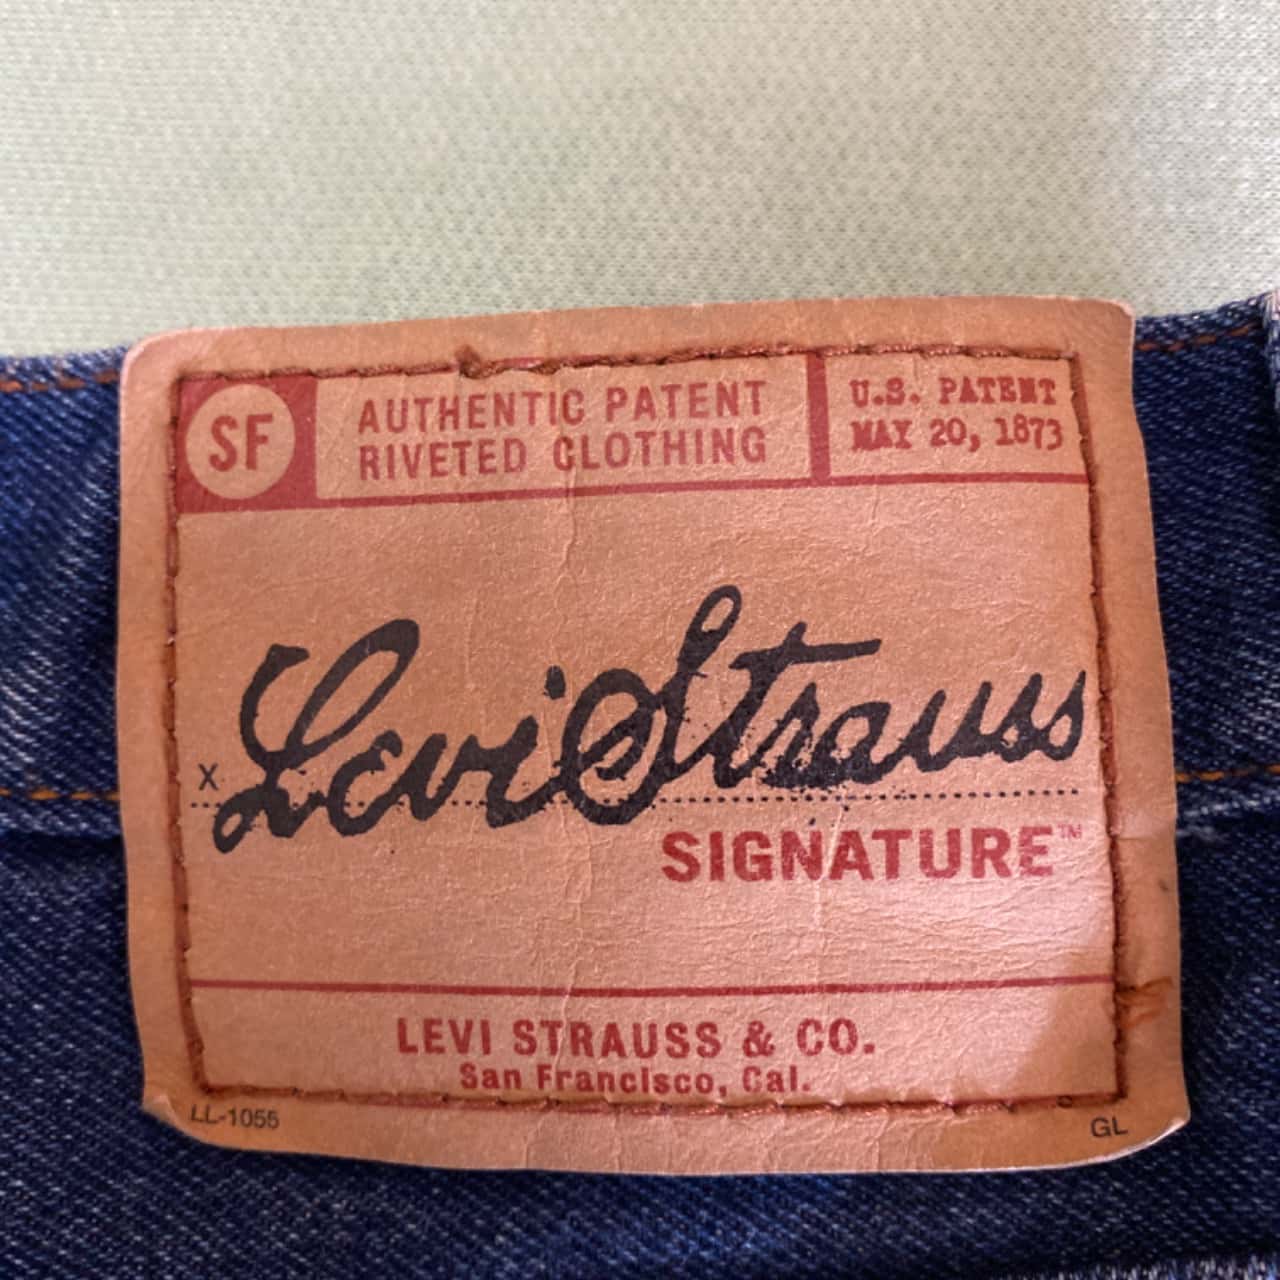 SF
AUTHENTIC PATENT
RIVETED CLOTHING
U.S. PATENT
MAY 20, 1873
X Levi Strauss
SIGNATURE™
LEVI STRAUSS & CO.
San Francisco, Cal.
LL-1055
GL